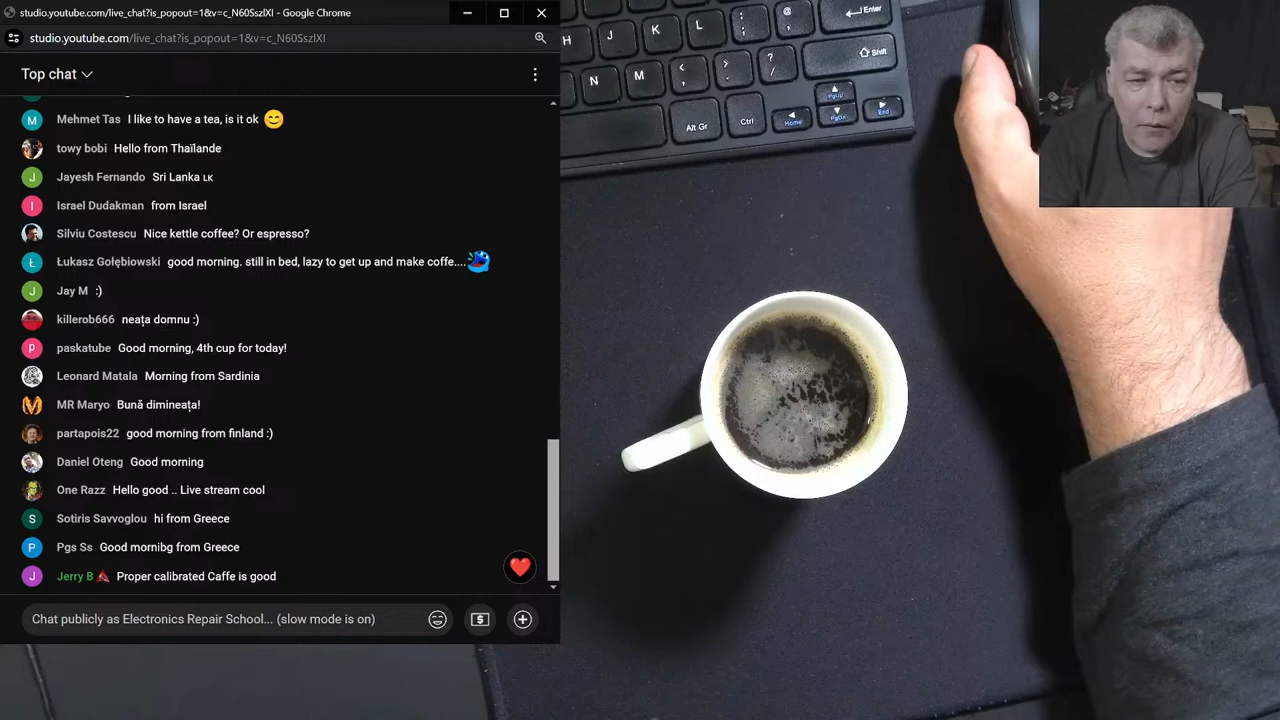 studio.youtube.com/live_chat?is_popout=1&v=c_N60SszlXI - Google Chrome
studio.youtube.com/live_chat?is_popout=1&v=c_N60SszlXI
Top chat
Mehmet Tas I like to have a tea, is it ok 😊
towy bobi Hello from Thaïlande
Jayesh Fernando Sri Lanka ʟᴋ
Israel Dudakman from Israel
Silviu Costescu Nice kettle coffee? Or espresso?
Łukasz Gołębiowski good morning. still in bed, lazy to get up and make coffe....
Jay M :)
killerob666 neața domnu :)
paskatube Good morning, 4th cup for today!
Leonard Matala Morning from Sardinia
MR Maryo Bună dimineața!
partapois22 good morning from finland :)
Daniel Oteng Good morning
One Razz Hello good .. Live stream cool
Sotiris Savvoglou hi from Greece
Pgs Ss Good mornibg from Greece
Jerry B Proper calibrated Caffe is good
Chat publicly as Electronics Repair School... (slow mode is on)
H J K L : ; @ , Enter
N M < , > . ? / Shift
Alt Gr Ctrl Home PgUp PgDn End